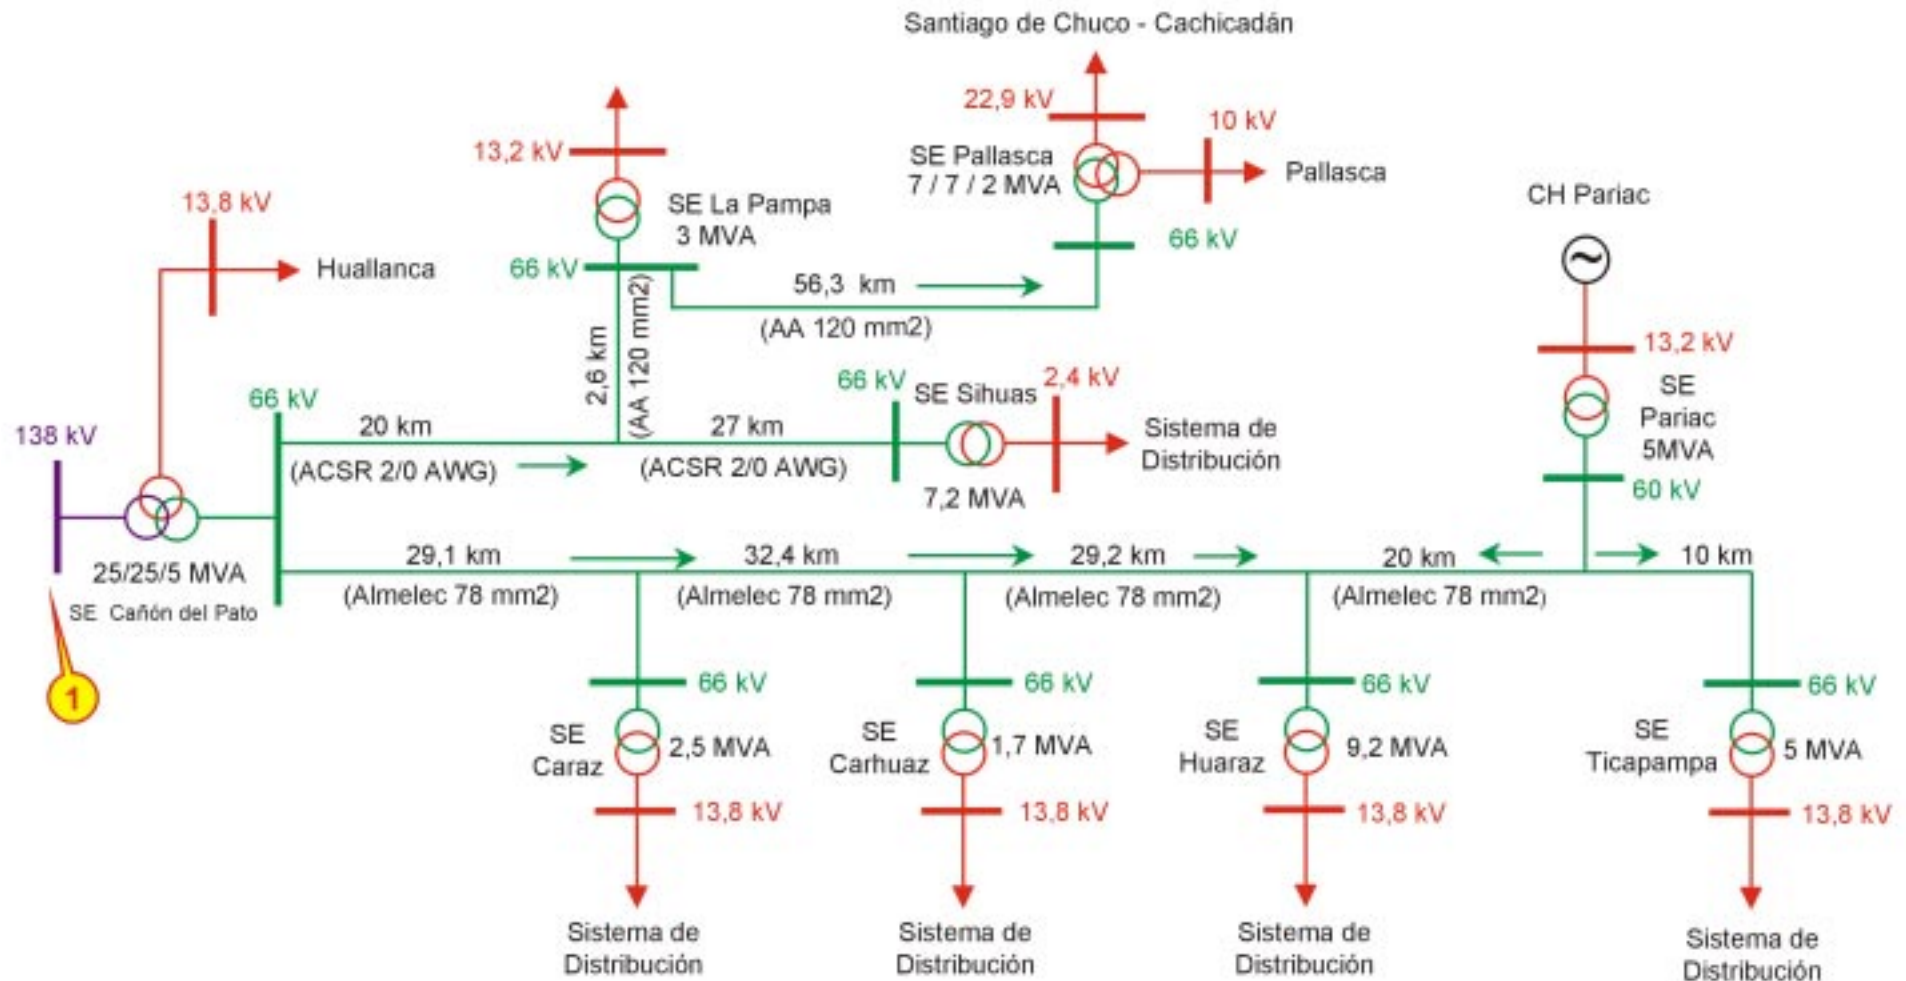 Santiago de Chuco - Cachicadán
22,9 kV
10 kV
13,2 kV
SE Pallasca
7 / 7 / 2 MVA
Pallasca
CH Pariac
13,8 kV
SE La Pampa
3 MVA
66 kV
66 kV
Huallanca
56,3 km
(AA 120 mm2)
2,6 km
(AA 120 mm2)
13,2 kV
SE
Pariac
5MVA
60 kV
66 kV
SE Sihuas
2,4 kV
66 kV
138 kV
20 km
(ACSR 2/0 AWG)
27 km
(ACSR 2/0 AWG)
Sistema de
Distribución
7,2 MVA
25/25/5 MVA
SE Cañón del Pato
29,1 km
(Almelec 78 mm2)
32,4 km
(Almelec 78 mm2)
29,2 km
(Almelec 78 mm2)
20 km
(Almelec 78 mm2)
10 km
1
66 kV
66 kV
66 kV
66 kV
SE
Caraz
2,5 MVA
SE
Carhuaz
1,7 MVA
SE
Huaraz
9,2 MVA
SE
Ticapampa
5 MVA
13,8 kV
13,8 kV
13,8 kV
13,8 kV
Sistema de
Distribución
Sistema de
Distribución
Sistema de
Distribución
Sistema de
Distribución